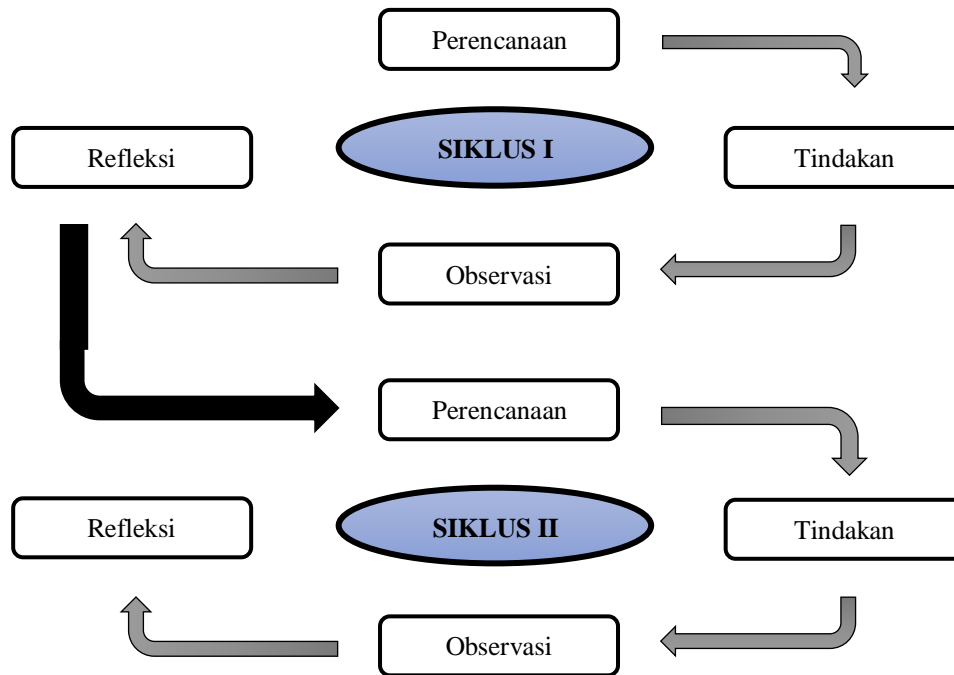 Perencanaan
SIKLUS I
Refleksi
Tindakan
Observasi
Perencanaan
SIKLUS II
Refleksi
Tindakan
Observasi